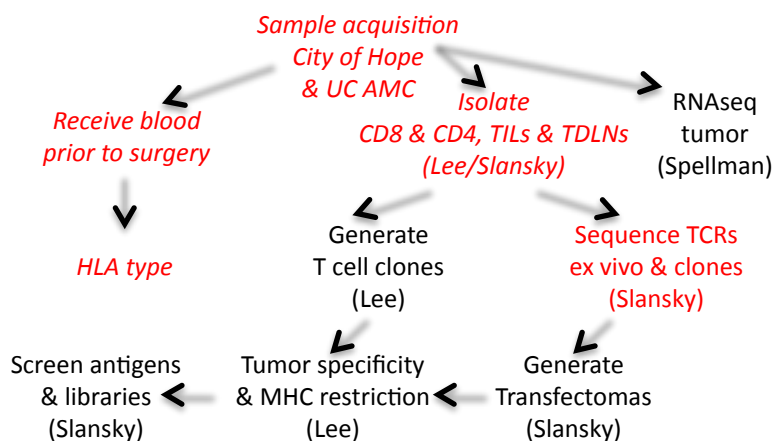 Sample acquisition
City of Hope
& UC AMC
Receive blood
prior to surgery
Isolate
CD8 & CD4, TILs & TDLNs
(Lee/Slansky)
RNAseq
tumor
(Spellman)
HLA type
Generate
T cell clones
(Lee)
Sequence TCRs
ex vivo & clones
(Slansky)
Screen antigens
& libraries
(Slansky)
Tumor specificity
& MHC restriction
(Lee)
Generate
Transfectomas
(Slansky)